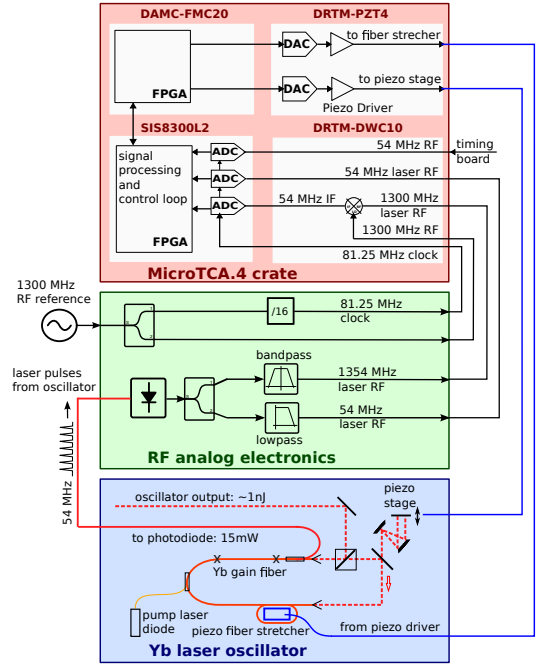 DAMC-FMC20
DRTM-PZT4
FPGA
DAC
to fiber strecher
DAC
to piezo stage
Piezo Driver
SIS8300L2
DRTM-DWC10
signal
processing
and
control loop
FPGA
ADC
54 MHz RF
timing
board
ADC
54 MHz laser RF
ADC
54 MHz IF
1300 MHz
laser RF
1300 MHz RF
81.25 MHz clock
MicroTCA.4 crate
1300 MHz
RF reference
/16
81.25 MHz
clock
laser pulses
from oscillator
54 MHz
bandpass
1354 MHz
laser RF
54 MHz
laser RF
lowpass
RF analog electronics
oscillator output: ~1nJ
piezo
stage
to photodiode: 15mW
Yb gain fiber
pump laser
diode
piezo fiber stretcher
from piezo driver
Yb laser oscillator